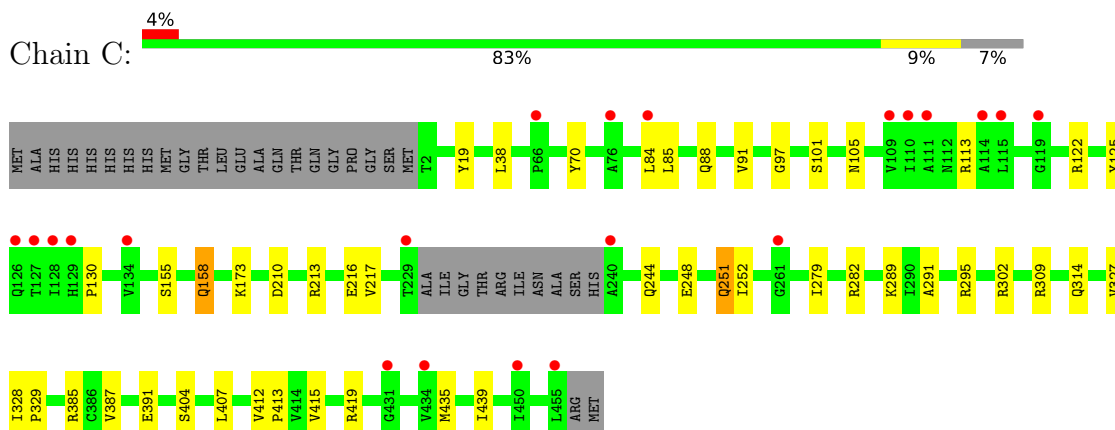 4%
Chain C:
83% 9% 7%
MET ALA HIS HIS HIS HIS HIS HIS MET GLY THR LEU GLU ALA GLN THR GLN GLY PRO GLY SER MET T2 Y19 L38 P66 Y70 A76 L84 L85 Q88 V91 G97 S101 N105 V109 I110 A111 N112 R113 A114 L115 G119 R122
Q126 T127 I128 H129 P130 V134 S155 Q158 K173 D210 R213 E216 V217 T229 ALA ILE GLY THR ARG ILE ASN ALA SER HIS A240 Q244 E248 Q251 I252 G261 I279 R282 K289 I290 A291 R295 R302 R309 Q314 V327
I328 P329 R385 C386 V387 E391 S404 L407 V412 P413 V414 V415 R419 G431 V434 M435 I439 I450 L455 ARG MET